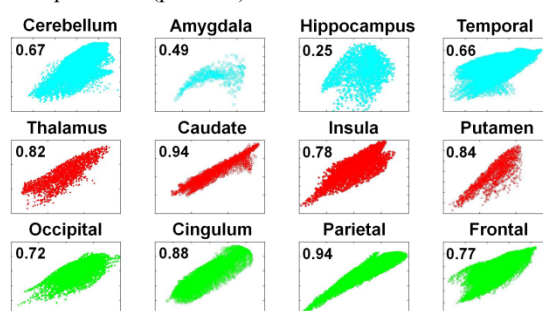 Cerebellum Amygdala Hippocampus Temporal
0.67 0.49 0.25 0.66
Thalamus Caudate Insula Putamen
0.82 0.94 0.78 0.84
Occipital Cingulum Parietal Frontal
0.72 0.88 0.94 0.77